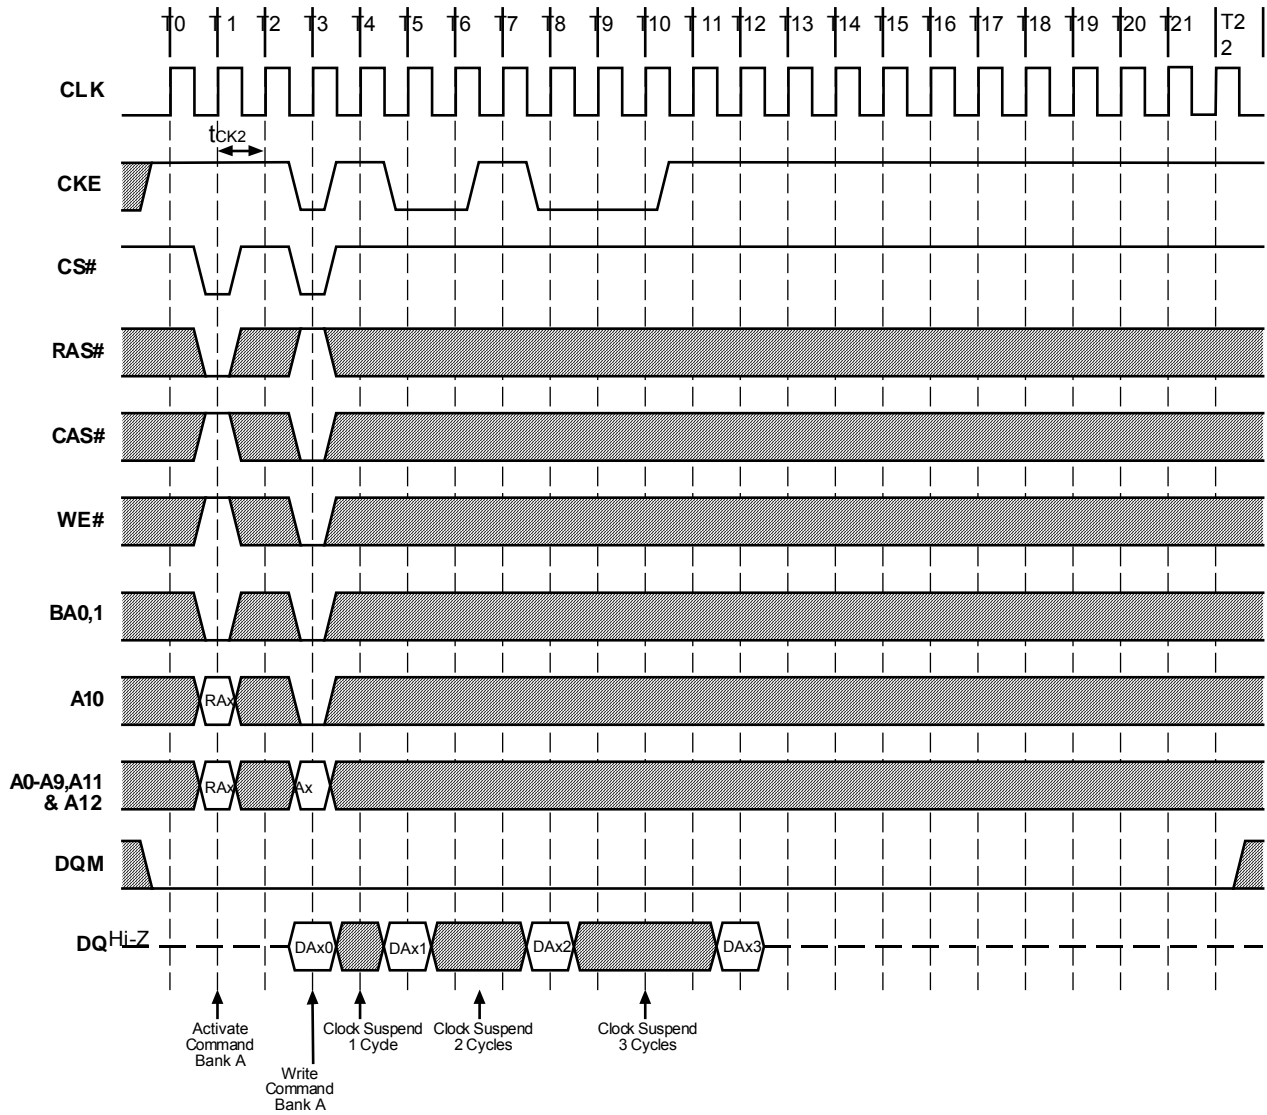 T0 T1 T2 T3 T4 T5 T6 T7 T8 T9 T10 T11 T12 T13 T14 T15 T16 T17 T18 T19 T20 T21 T2
2
CLK
tCK2
CKE
CS#
RAS#
CAS#
WE#
BA0,1
A10 RAx
A0-A9,A11
& A12
RAx Ax
DQM
DQ Hi-Z DAx0 DAx1 DAx2 DAx3
Activate
Command
Bank A
Write
Command
Bank A
Clock Suspend
1 Cycle
Clock Suspend
2 Cycles
Clock Suspend
3 Cycles